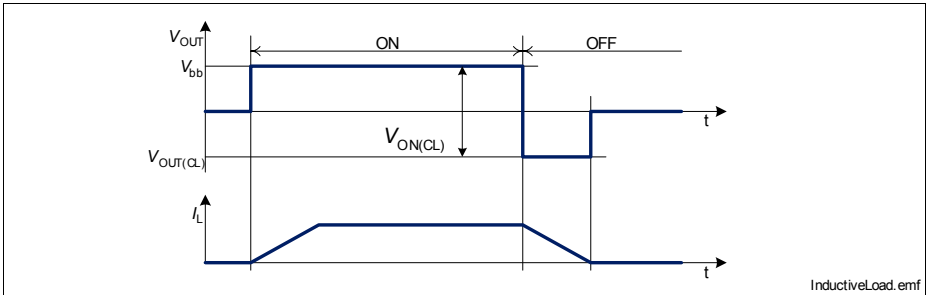 VOUT
ON
OFF
Vbb
t
VON(CL)
VOUT(CL)
IL
t
InductiveLoad.emf